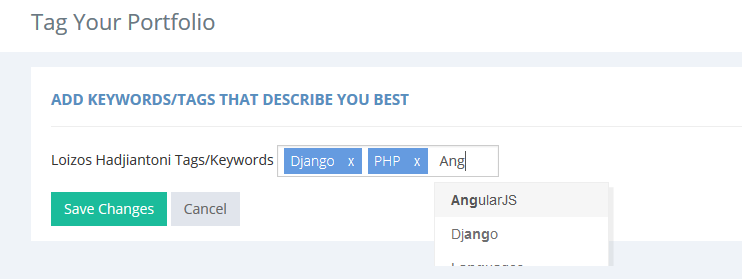 Tag Your Portfolio
ADD KEYWORDS/TAGS THAT DESCRIBE YOU BEST
Loizos Hadjiantoni Tags/Keywords Django x PHP x Ang
AngularJS
Save Changes Cancel
Django